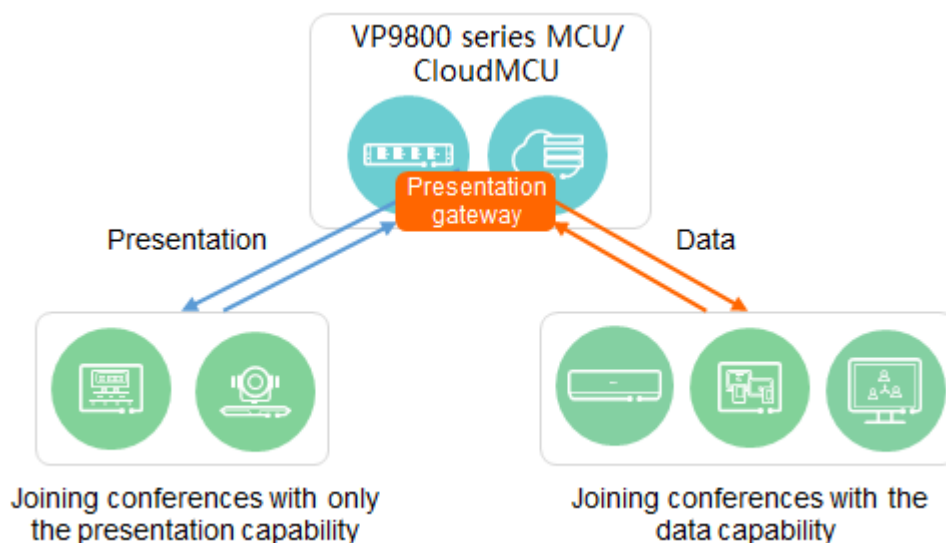 VP9800 series MCU/
CloudMCU
Presentation
gateway
Presentation
Data
Joining conferences with only
the presentation capability
Joining conferences with the
data capability